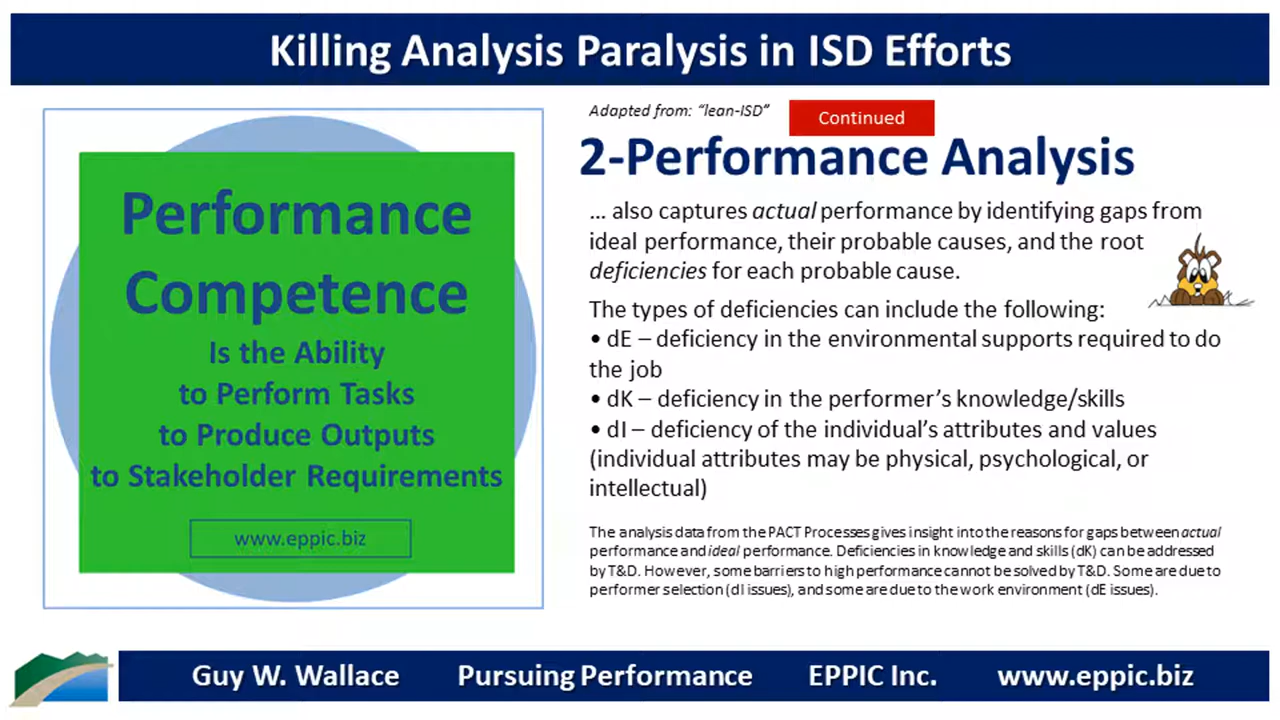 Killing Analysis Paralysis in ISD Efforts
Performance
Competence
Is the Ability
to Perform Tasks
to Produce Outputs
to Stakeholder Requirements
www.eppic.biz
Adapted from: “lean-ISD”
Continued
2-Performance Analysis
... also captures actual performance by identifying gaps from
ideal performance, their probable causes, and the root
deficiencies for each probable cause.
The types of deficiencies can include the following:
• dE – deficiency in the environmental supports required to do
the job
• dK – deficiency in the performer’s knowledge/skills
• dI – deficiency of the individual’s attributes and values
(individual attributes may be physical, psychological, or
intellectual)
The analysis data from the PACT Processes gives insight into the reasons for gaps between actual
performance and ideal performance. Deficiencies in knowledge and skills (dK) can be addressed
by T&D. However, some barriers to high performance cannot be solved by T&D. Some are due to
performer selection (dI issues), and some are due to the work environment (dE issues).
Guy W. Wallace Pursuing Performance EPPIC Inc. www.eppic.biz